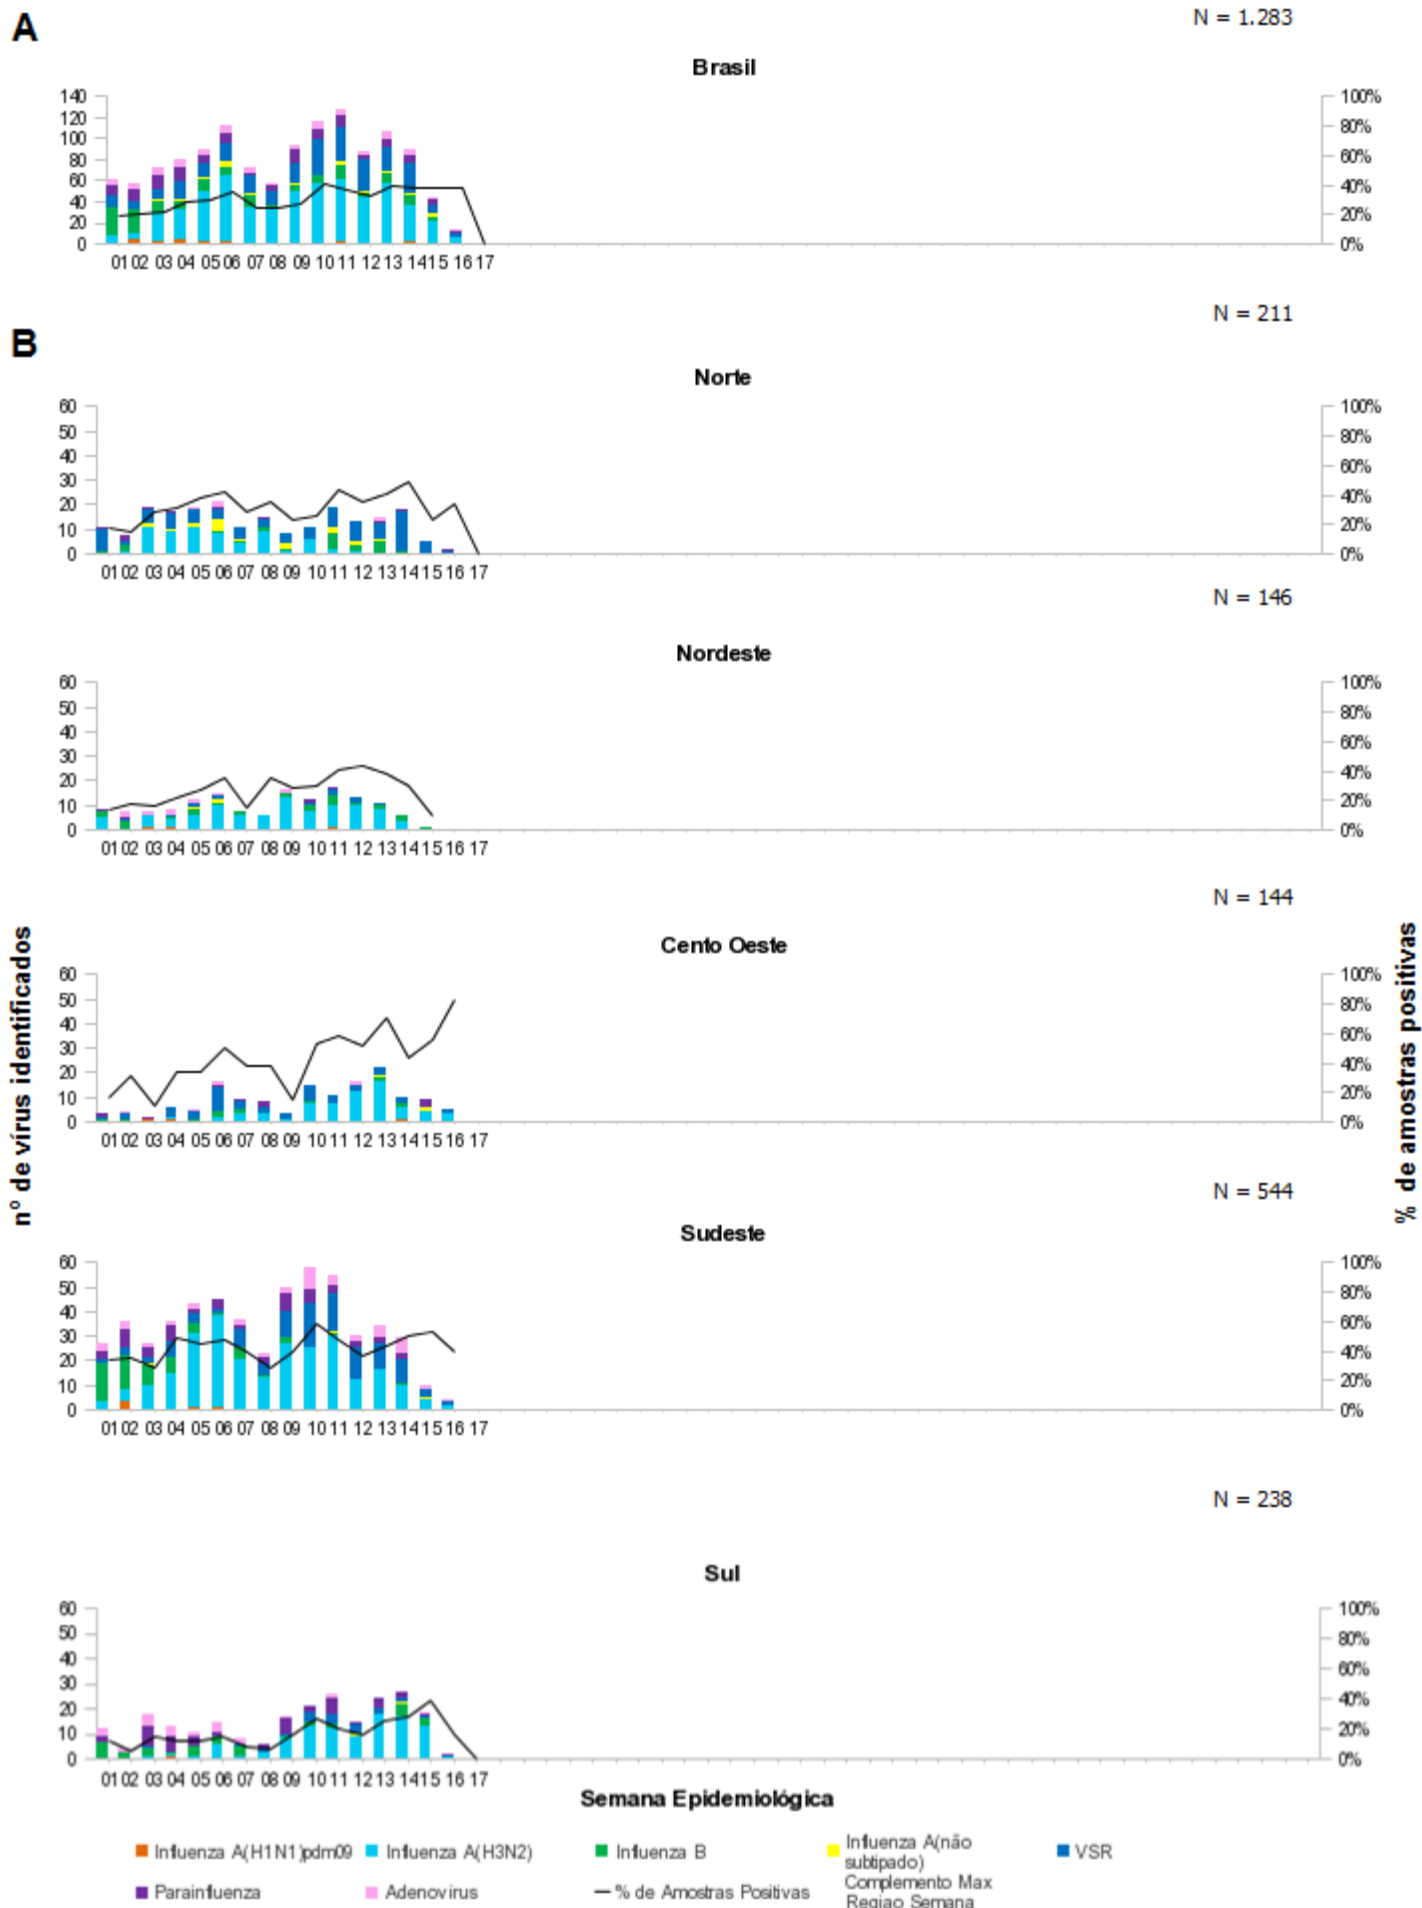 A
N = 1.283
Brasil
140
120
100
80
60
40
20
0
100%
80%
60%
40%
20%
0%
01 02 03 04 05 06 07 08 09 10 11 12 13 14 15 16 17
N = 211
B
Norte
60
50
40
30
20
10
0
100%
80%
60%
40%
20%
0%
01 02 03 04 05 06 07 08 09 10 11 12 13 14 15 16 17
N = 146
Nordeste
60
50
40
30
20
10
0
100%
80%
60%
40%
20%
0%
01 02 03 04 05 06 07 08 09 10 11 12 13 14 15 16 17
N = 144
Cento Oeste
60
50
40
30
20
10
0
100%
80%
60%
40%
20%
0%
01 02 03 04 05 06 07 08 09 10 11 12 13 14 15 16 17
nº de vírus identificados
% de amostras positivas
N = 544
Sudeste
60
50
40
30
20
10
0
100%
80%
60%
40%
20%
0%
01 02 03 04 05 06 07 08 09 10 11 12 13 14 15 16 17
N = 238
Sul
60
50
40
30
20
10
0
100%
80%
60%
40%
20%
0%
01 02 03 04 05 06 07 08 09 10 11 12 13 14 15 16 17
Semana Epidemiológica
Influenza A(H1N1)pdm09
Influenza A(H3N2)
Influenza B
Influenza A(não
subtipado)
VSR
Parainfluenza
Adenovírus
% de Amostras Positivas
Complemento Max
Regiao Semana